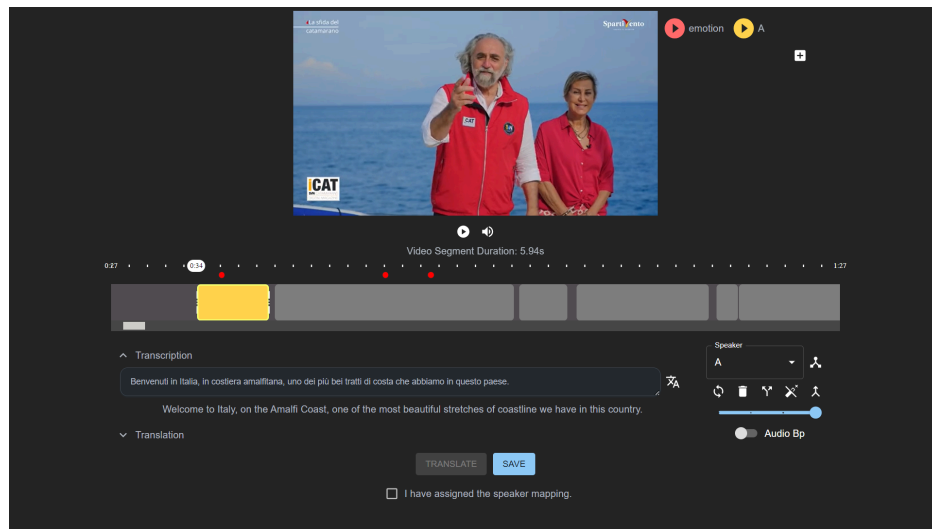 La sfida del
catamarano
Spartivento
emotion
A
CAT
iCAT
Video Segment Duration: 5.94s
0:27
0:34
1:27
Transcription
Speaker
A
Benvenuti in Italia, in costiera amalfitana, uno dei più bei tratti di costa che abbiamo in questo paese.
Welcome to Italy, on the Amalfi Coast, one of the most beautiful stretches of coastline we have in this country.
Translation
Audio Bp
TRANSLATE
SAVE
I have assigned the speaker mapping.